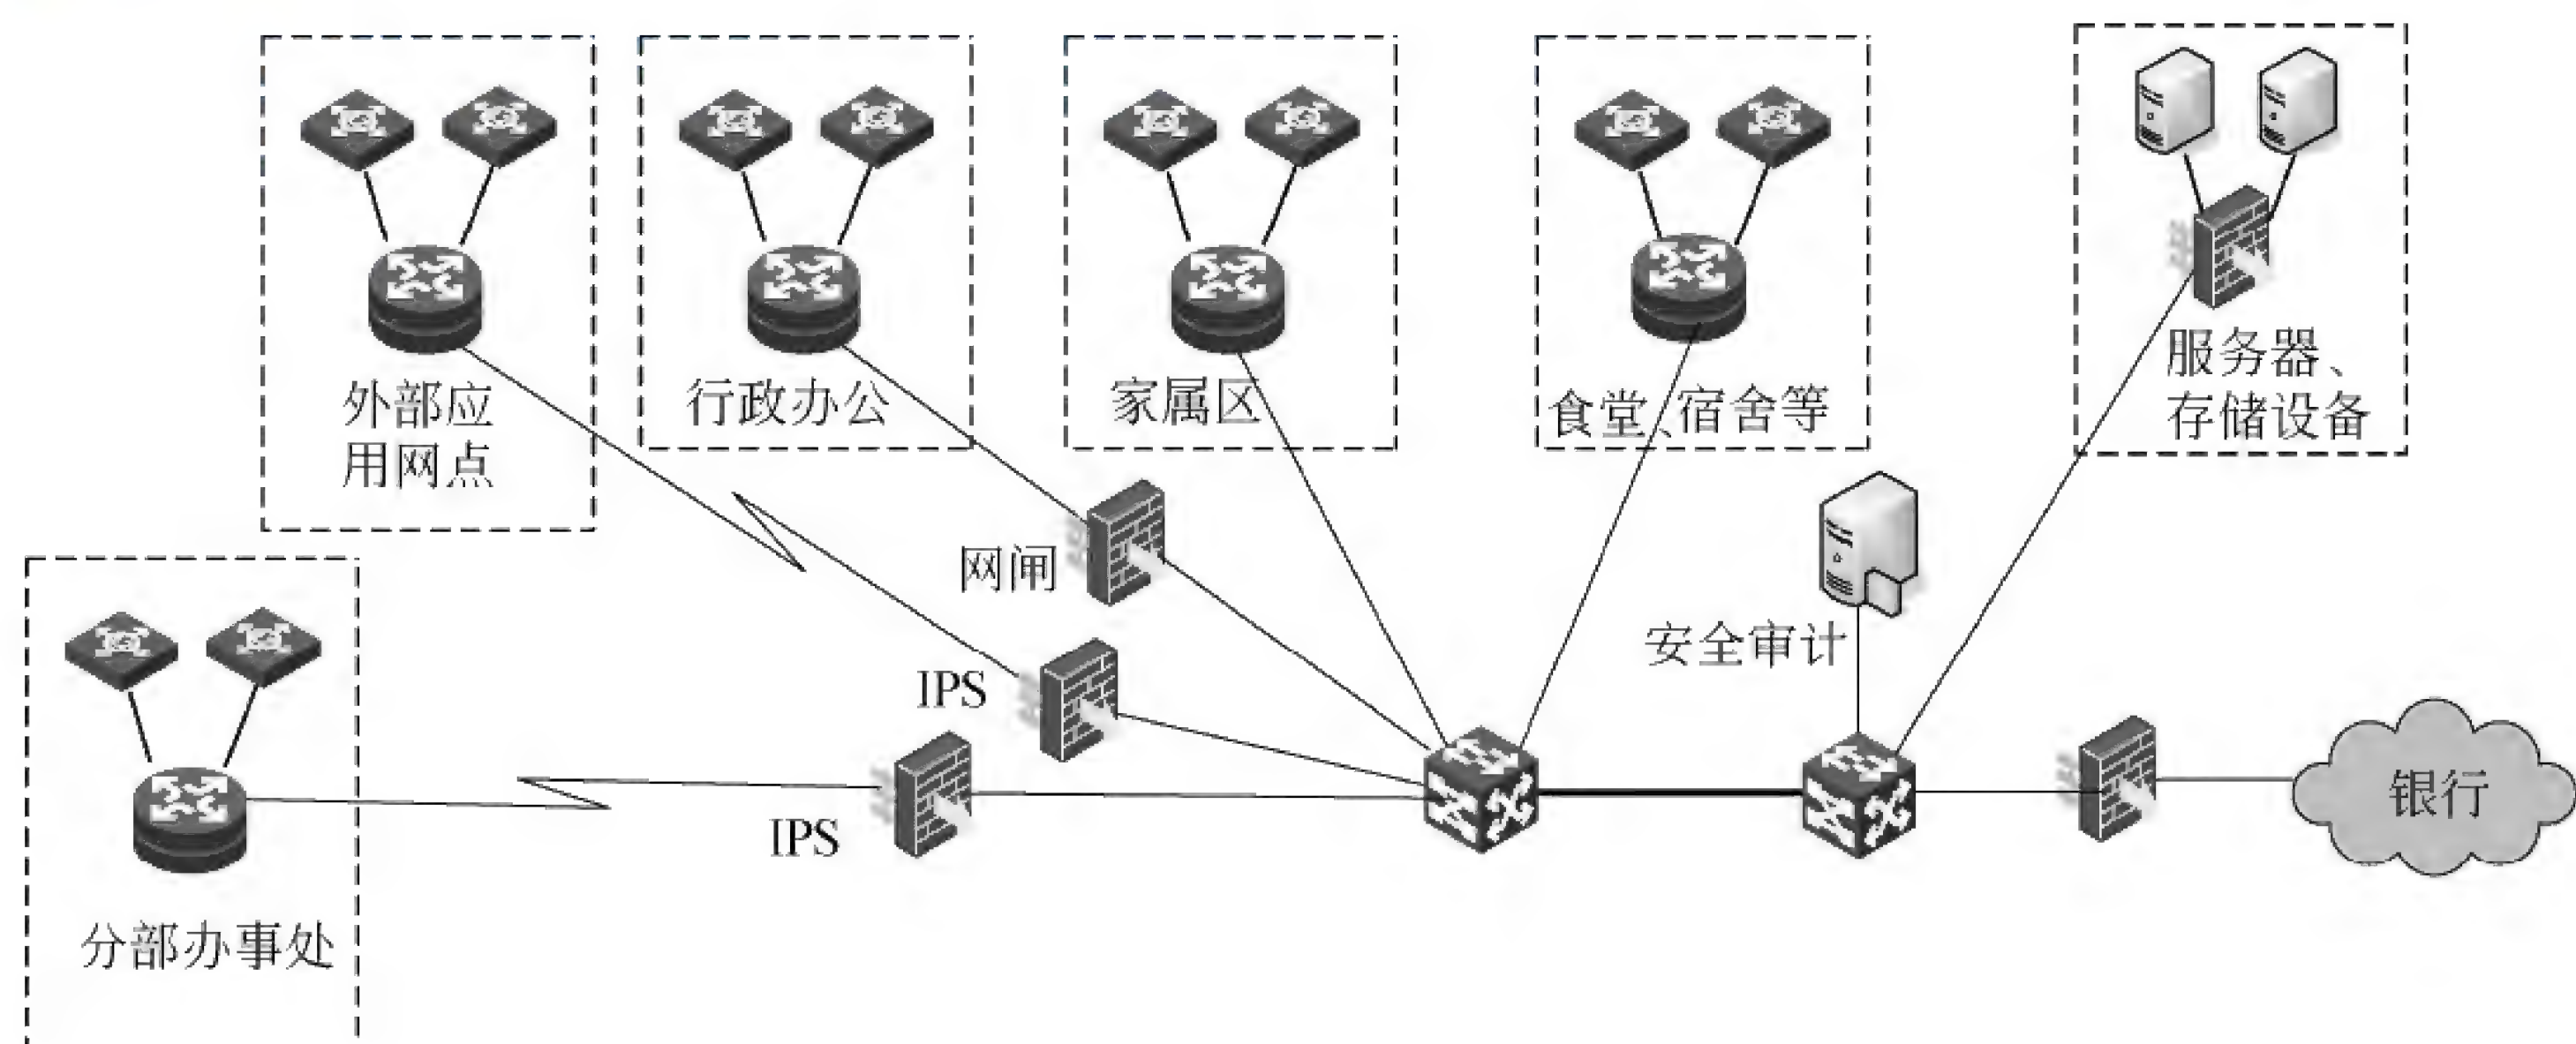 外部应
用网点
行政办公
家属区
食堂、宿舍等
服务器、
存储设备
网闸
IPS
安全审计
IPS
银行
分部办事处